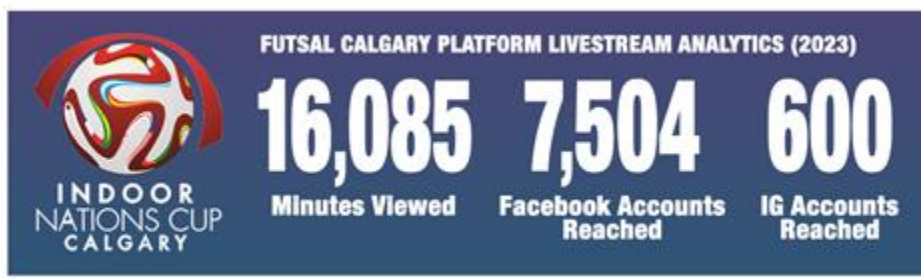 INDOOR
NATIONS CUP
CALGARY
FUTSAL CALGARY PLATFORM LIVESTREAM ANALYTICS (2023)
16,085
Minutes Viewed
7,504
Facebook Accounts
Reached
600
IG Accounts
Reached